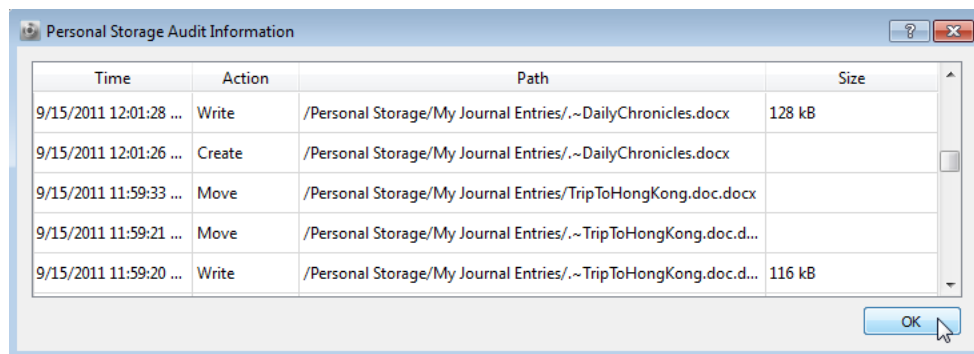 Personal Storage Audit Information
Time Action Path Size
9/15/2011 12:01:28 ... Write /Personal Storage/My Journal Entries/.~DailyChronicles.docx 128 kB
9/15/2011 12:01:26 ... Create /Personal Storage/My Journal Entries/.~DailyChronicles.docx
9/15/2011 11:59:33 ... Move /Personal Storage/My Journal Entries/TripToHongKong.doc.docx
9/15/2011 11:59:21 ... Move /Personal Storage/My Journal Entries/.~TripToHongKong.doc.d...
9/15/2011 11:59:20 ... Write /Personal Storage/My Journal Entries/.~TripToHongKong.doc.d... 116 kB
OK